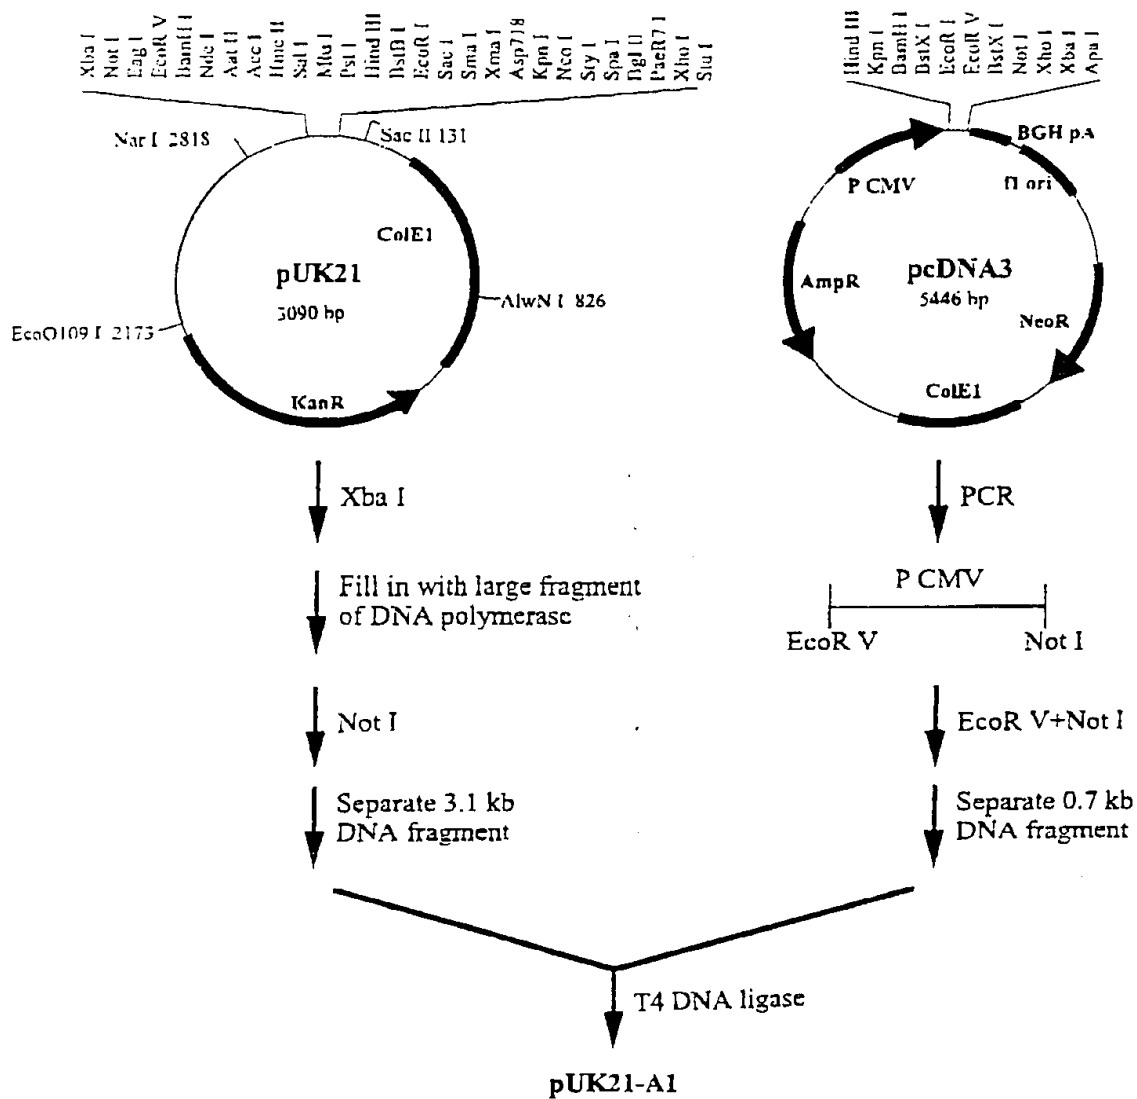 Xba I
Not I
Eag I
EcoR V
BamH I
Nde I
Aat II
Acc I
Hinc II
Sal I
Mlu I
Pst I
Hind III
BstB I
EcoR I
Sac I
Sma I
Xma I
Asp718
Kpn I
Nco I
Sty I
Spa I
Bgl II
PaeR7 I
Xho I
Stu I
Nar I 2818
Sac II 131
ColE1
pUK21
3090 bp
AlwN I 826
EcoO109 I 2173
KanR
Hind III
Kpn I
BamH I
BstX I
EcoR I
EcoR V
BstX I
Not I
Xho I
Xba I
Apa I
BGH pA
P CMV
f1 ori
AmpR
pcDNA3
5446 bp
NeoR
ColE1
Xba I
Fill in with large fragment
of DNA polymerase
Not I
Separate 3.1 kb
DNA fragment
PCR
P CMV
EcoR V
Not I
EcoR V+Not I
Separate 0.7 kb
DNA fragment
T4 DNA ligase
pUK21-A1